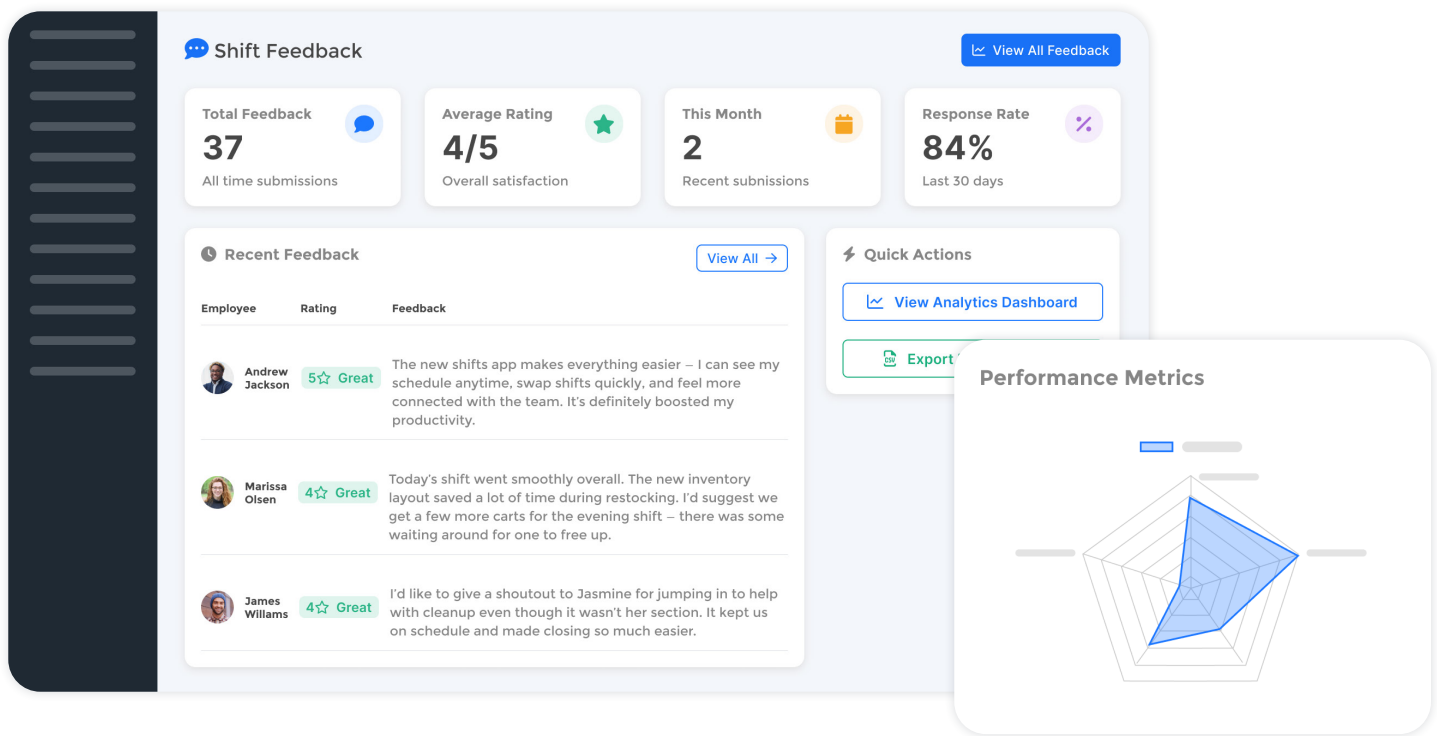 Shift Feedback
View All Feedback
Total Feedback
37
All time submissions
Average Rating
4/5
Overall satisfaction
This Month
2
Recent subnissions
Response Rate
84%
Last 30 days
Recent Feedback
View All
Employee Rating Feedback
Andrew
Jackson
5 Great
The new shifts app makes everything easier – I can see my
schedule anytime, swap shifts quickly, and feel more
connected with the team. It's definitely boosted my
productivity.
Marissa
Olsen
4 Great
Today's shift went smoothly overall. The new inventory
layout saved a lot of time during restocking. I'd suggest we
get a few more carts for the evening shift – there was some
waiting around for one to free up.
James
Willams
4 Great
I'd like to give a shoutout to Jasmine for jumping in to help
with cleanup even though it wasn't her section. It kept us
on schedule and made closing so much easier.
Quick Actions
View Analytics Dashboard
CSV Export
Performance Metrics